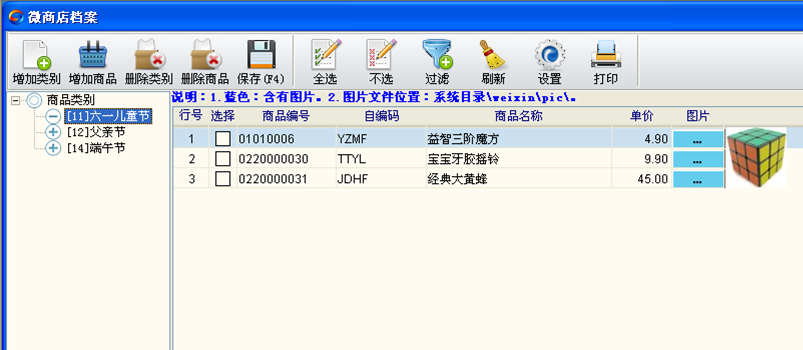 微商店档案
增加类别 增加商品 删除类别 删除商品 保存(F4) 全选 不选 过滤 刷新 设置 打印
商品类别
[11]六一儿童节
[12]父亲节
[14]端午节
说明：1.蓝色：含有图片。2.图片文件位置：系统目录\weixin\pic\。
行号 选择 商品编号 自编码 商品名称 单价 图片
1 01010006 YZMF 益智三阶魔方 4.90 ...
2 0220000030 TTYL 宝宝牙胶摇铃 9.90 ...
3 0220000031 JDHF 经典大黄蜂 45.00 ...